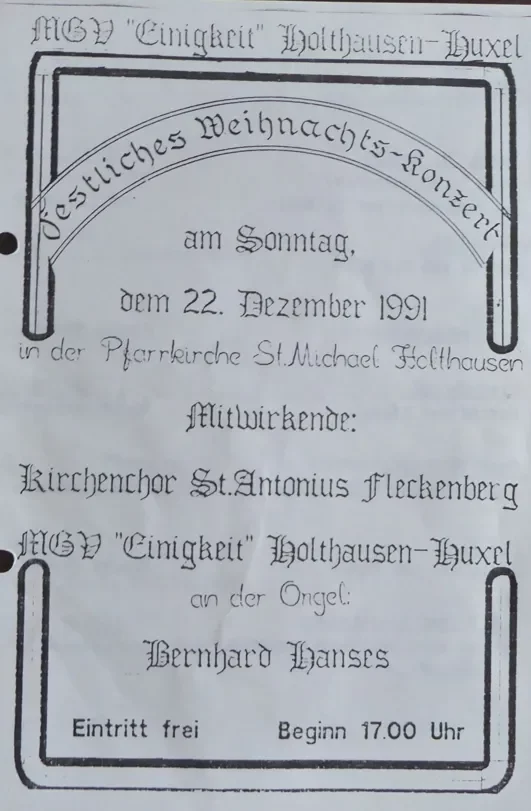 MGV "Einigkeit" Holthausen-Huxel
Festliches Weihnachts-Konzert
am Sonntag,
dem 22. Dezember 1991
in der Pfarrkirche St.Michael Holthausen
Mitwirkende:
Kirchenchor St.Antonius Fleckenberg
MGV "Einigkeit" Holthausen-Huxel
an der Orgel:
Bernhard Hanses
Eintritt frei Beginn 17.00 Uhr